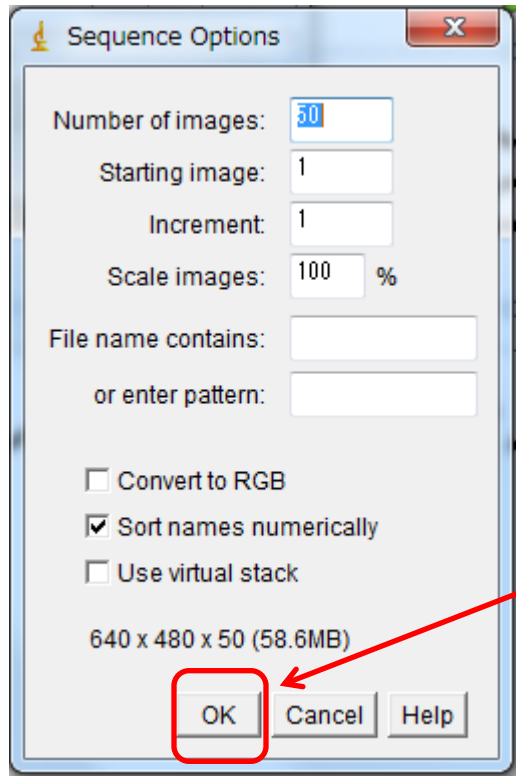 Sequence Options
Number of images: 50
Starting image: 1
Increment: 1
Scale images: 100 %
File name contains:
or enter pattern:
Convert to RGB
Sort names numerically
Use virtual stack
640 x 480 x 50 (58.6MB)
OK Cancel Help